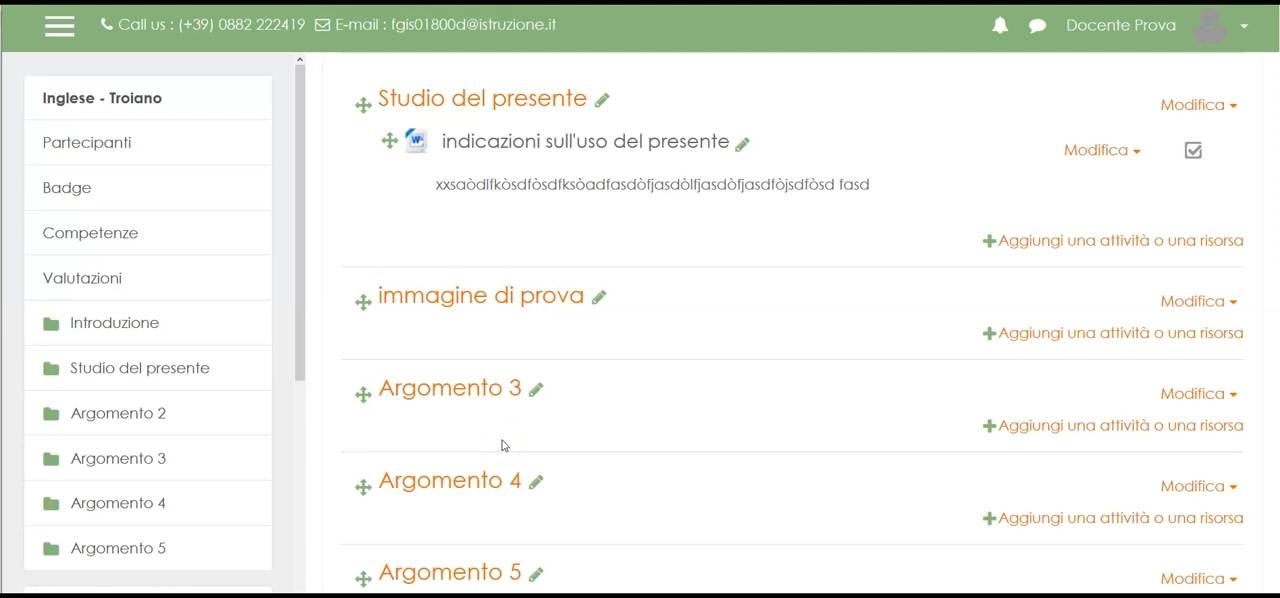 Call us : (+39) 0882 222419 E-mail : fgis01800d@istruzione.it
Docente Prova
Inglese - Troiano
Partecipanti
Badge
Competenze
Valutazioni
Introduzione
Studio del presente
Argomento 2
Argomento 3
Argomento 4
Argomento 5
Studio del presente
Modifica
indicazioni sull'uso del presente
Modifica
xxsaòdlfkòsdfòsdfksòadfasdòfjasdòlfjasdòfjasdfòjsdfòsd fasd
Aggiungi una attività o una risorsa
immagine di prova
Modifica
Aggiungi una attività o una risorsa
Argomento 3
Modifica
Aggiungi una attività o una risorsa
Argomento 4
Modifica
Aggiungi una attività o una risorsa
Argomento 5
Modifica